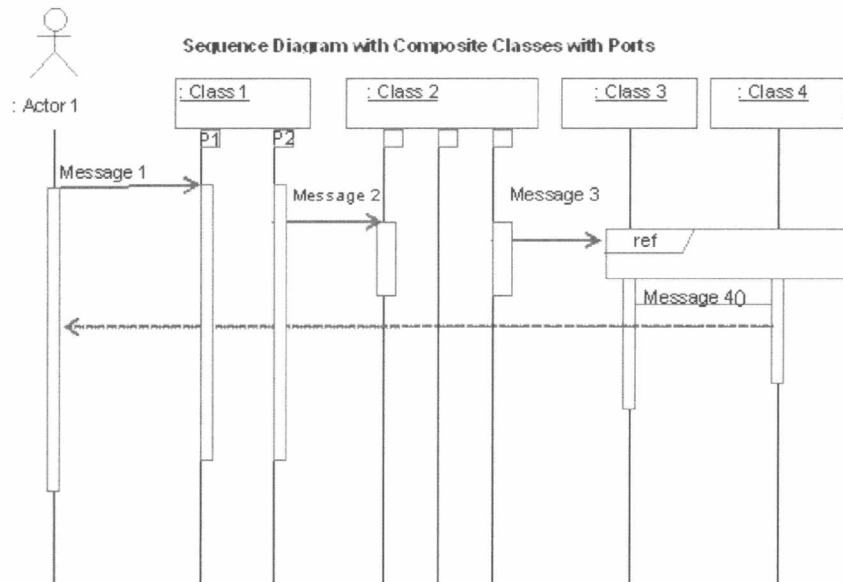 Sequence Diagram with Composite Classes with Ports
: Actor 1
: Class 1
: Class 2
: Class 3
: Class 4
P1
P2
Message 1
Message 2
Message 3
ref
Message 4()